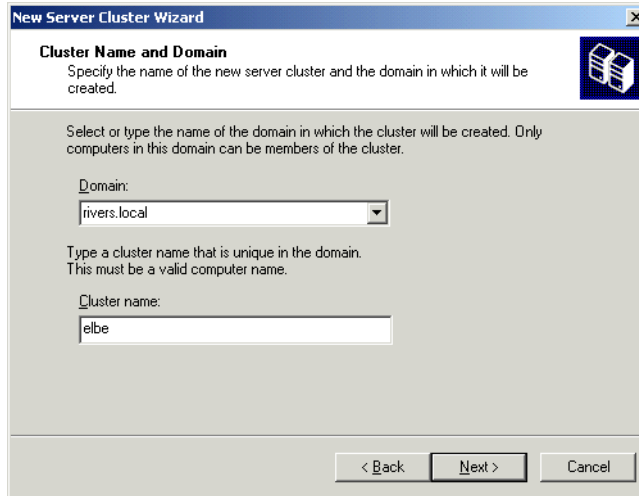 New Server Cluster Wizard
Cluster Name and Domain
Specify the name of the new server cluster and the domain in which it will be
created.
Select or type the name of the domain in which the cluster will be created. Only
computers in this domain can be members of the cluster.
Domain:
rivers.local
Type a cluster name that is unique in the domain.
This must be a valid computer name.
Cluster name:
elbe
< Back Next > Cancel